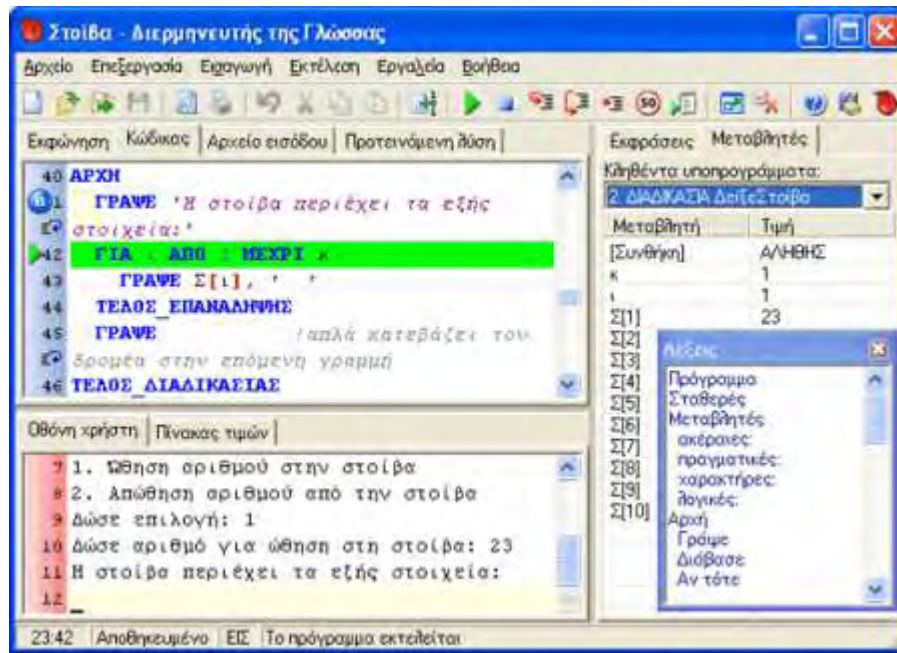 Στοίβα - Διερμηνευτής της Γλώσσας
Αρχείο Επεξεργασία Εισαγωγή Εκτέλεση Εργαλεία Βοήθεια
Εκφώνηση Κώδικας Αρχείο εισόδου Προτεινόμενη λύση
40 ΑΡΧΗ
ΓΡΑΨΕ 'Η στοίβα περιέχει τα εξής
στοιχεία:'
42 ΓΙΑ ι ΑΠΟ 1 ΜΕΧΡΙ κ
43 ΓΡΑΨΕ Σ[ι], ' '
44 ΤΕΛΟΣ_ΕΠΑΝΑΛΗΨΗΣ
45 ΓΡΑΨΕ !απλά κατεβάζει τον
δρομέα στην επόμενη γραμμή
46 ΤΕΛΟΣ_ΔΙΑΔΙΚΑΣΙΑΣ
Οθόνη χρήστη Πίνακας τιμών
7 1. Ώθηση αριθμού στην στοίβα
8 2. Απώθηση αριθμού από την στοίβα
9 Δώσε επιλογή: 1
10 Δώσε αριθμό για ώθηση στη στοίβα: 23
11 Η στοίβα περιέχει τα εξής στοιχεία:
12
Εκφράσεις Μεταβλητές
Κληθέντα υποπρογράμματα:
2. ΔΙΑΔΙΚΑΣΙΑ ΔείξεΣτοίβα
Μεταβλητή Τιμή
[Συνθήκη] ΑΛΗΘΗΣ
κ 1
ι 1
Σ[1] 23
Σ[2]
Σ[3]
Σ[4]
Σ[5]
Σ[6]
Σ[7]
Σ[8]
Σ[9]
Σ[10]
Λέξεις
Πρόγραμμα
Σταθερές
Μεταβλητές
ακέραιες:
πραγματικές:
χαρακτήρες:
λογικές:
Αρχή
Γράψε
Διάβασε
Αν τότε
23:42 Αποθηκευμένο ΕΙΣ Το πρόγραμμα εκτελείται